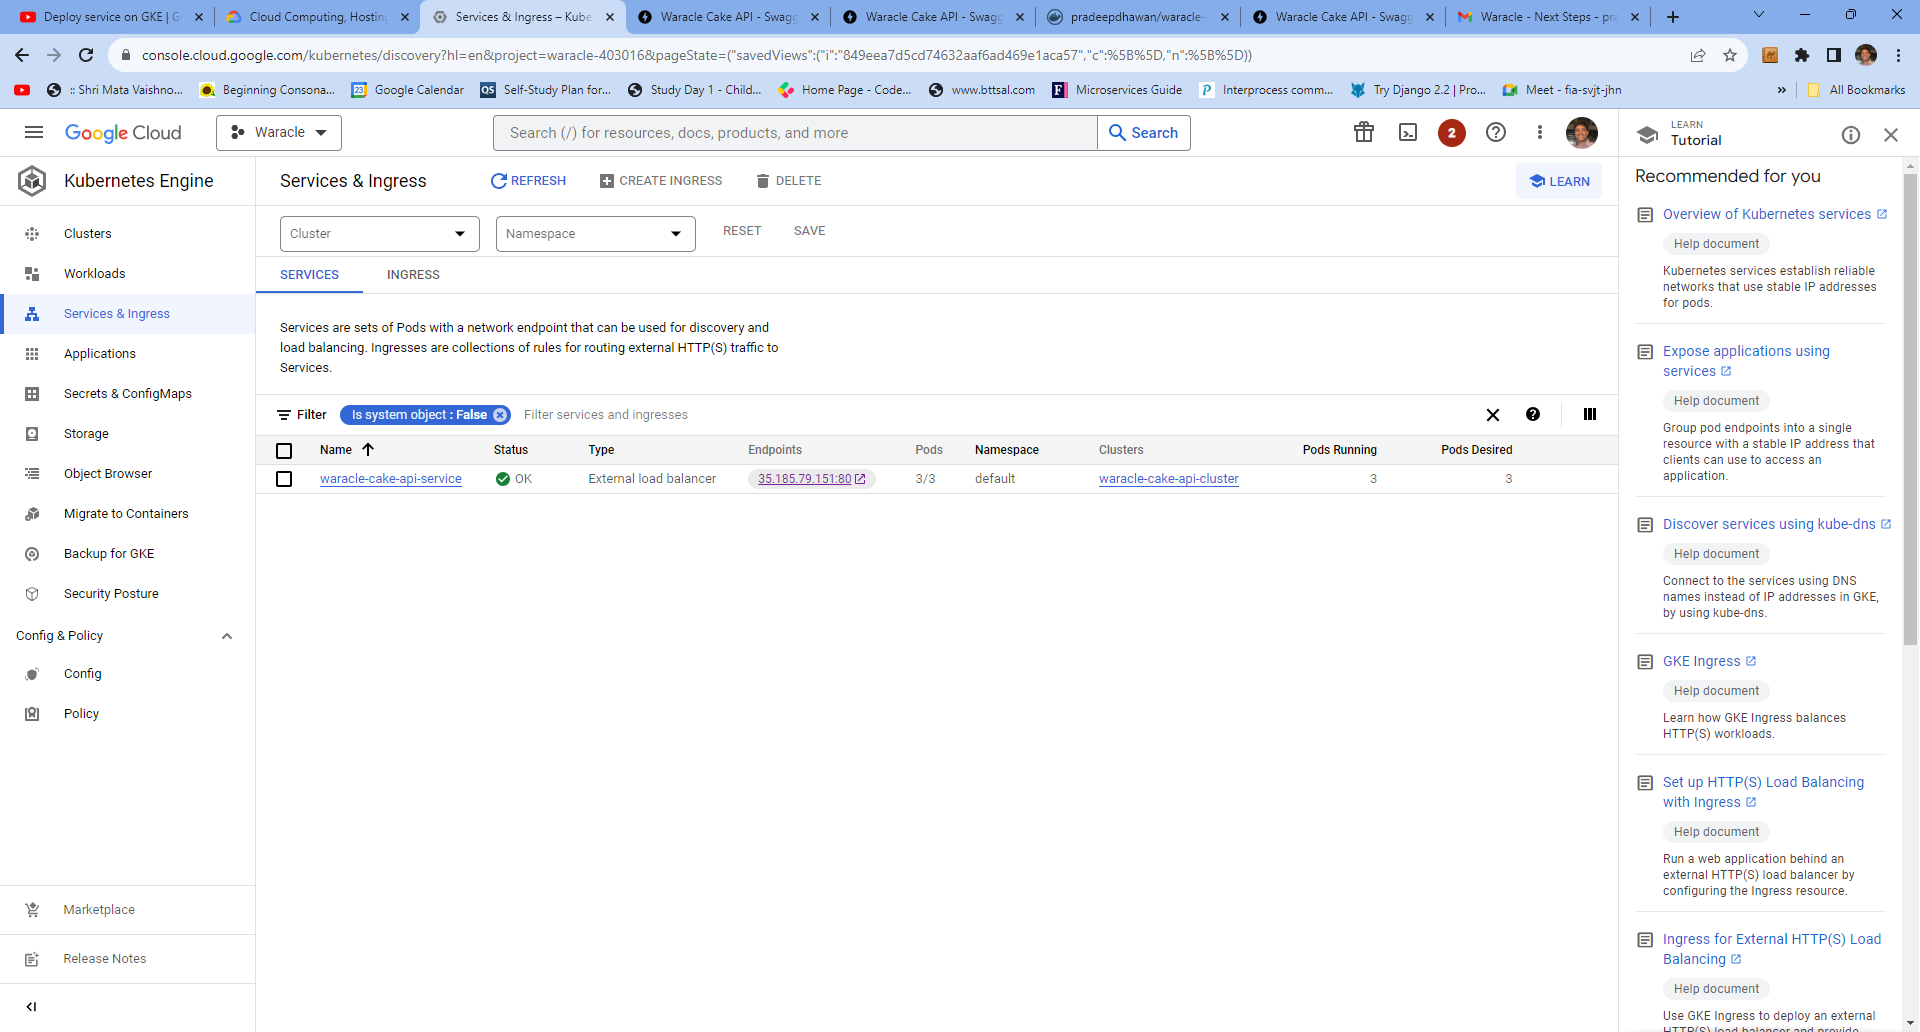 Deploy service on GKE | G
Cloud Computing, Hosting
Services & Ingress – Kube
Waracle Cake API - Swagg
Waracle Cake API - Swagg
pradeepdhawan/waracle-
Waracle Cake API - Swagg
Waracle - Next Steps - pra
console.cloud.google.com/kubernetes/discovery?hl=en&project=waracle-403016&pageState=("savedViews":("i":"849eea7d5cd74632aaf6ad469e1aca57","c":%5B%5D,"n":%5B%5D))
:: Shri Mata Vaishno...
Beginning Consona...
23
Google Calendar
QS
Self-Study Plan for...
Study Day 1 - Child...
Home Page - Code...
www.bttsal.com
F
Microservices Guide
P
Interprocess comm...
Try Django 2.2 | Pro...
Meet - fia-svjt-jhn
»
All Bookmarks
Google Cloud
Waracle
Search (/) for resources, docs, products, and more
Search
2
LEARN
Tutorial
Kubernetes Engine
Clusters
Workloads
Services & Ingress
Applications
Secrets & ConfigMaps
Storage
Object Browser
Migrate to Containers
Backup for GKE
Security Posture
Config & Policy
Config
Policy
Marketplace
Release Notes
Services & Ingress
REFRESH
CREATE INGRESS
DELETE
LEARN
Cluster
Namespace
RESET
SAVE
SERVICES
INGRESS
Services are sets of Pods with a network endpoint that can be used for discovery and
load balancing. Ingresses are collections of rules for routing external HTTP(S) traffic to
Services.
Filter
Is system object : False
Filter services and ingresses
Name Status Type Endpoints Pods Namespace Clusters Pods Running Pods Desired
waracle-cake-api-service OK External load balancer 35.185.79.151:80 3/3 default waracle-cake-api-cluster 3 3
Recommended for you
Overview of Kubernetes services
Help document
Kubernetes services establish reliable
networks that use stable IP addresses
for pods.
Expose applications using
services
Help document
Group pod endpoints into a single
resource with a stable IP address that
clients can use to access an
application.
Discover services using kube-dns
Help document
Connect to the services using DNS
names instead of IP addresses in GKE,
by using kube-dns.
GKE Ingress
Help document
Learn how GKE Ingress balances
HTTP(S) workloads.
Set up HTTP(S) Load Balancing
with Ingress
Help document
Run a web application behind an
external HTTP(S) load balancer by
configuring the Ingress resource.
Ingress for External HTTP(S) Load
Balancing
Help document
Use GKE Ingress to deploy an external
HTTP(S) load balancer and provide